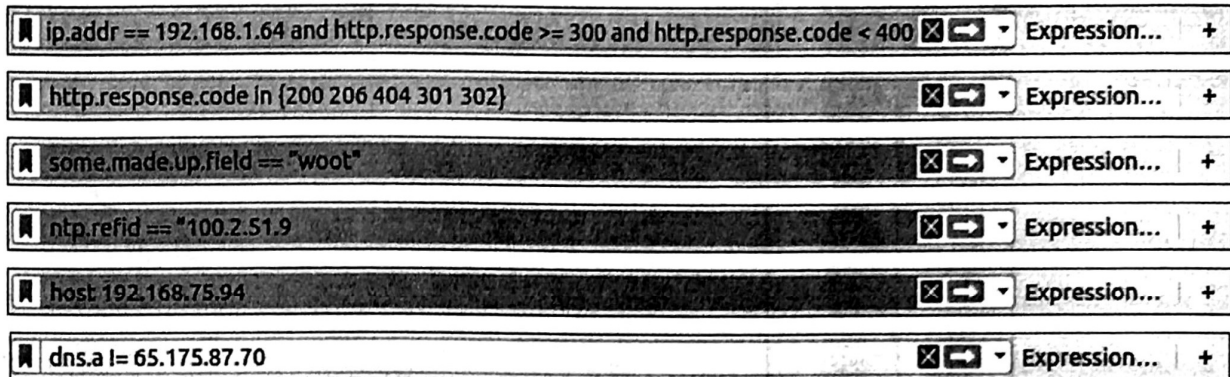 ip.addr == 192.168.1.64 and http.response.code >= 300 and http.response.code < 400 Expression... +
http.response.code in {200 206 404 301 302} Expression... +
some.made.up.field == "woot" Expression... +
ntp.refid == "100.2.51.9 Expression... +
host 192.168.75.94 Expression... +
dns.a != 65.175.87.70 Expression... +